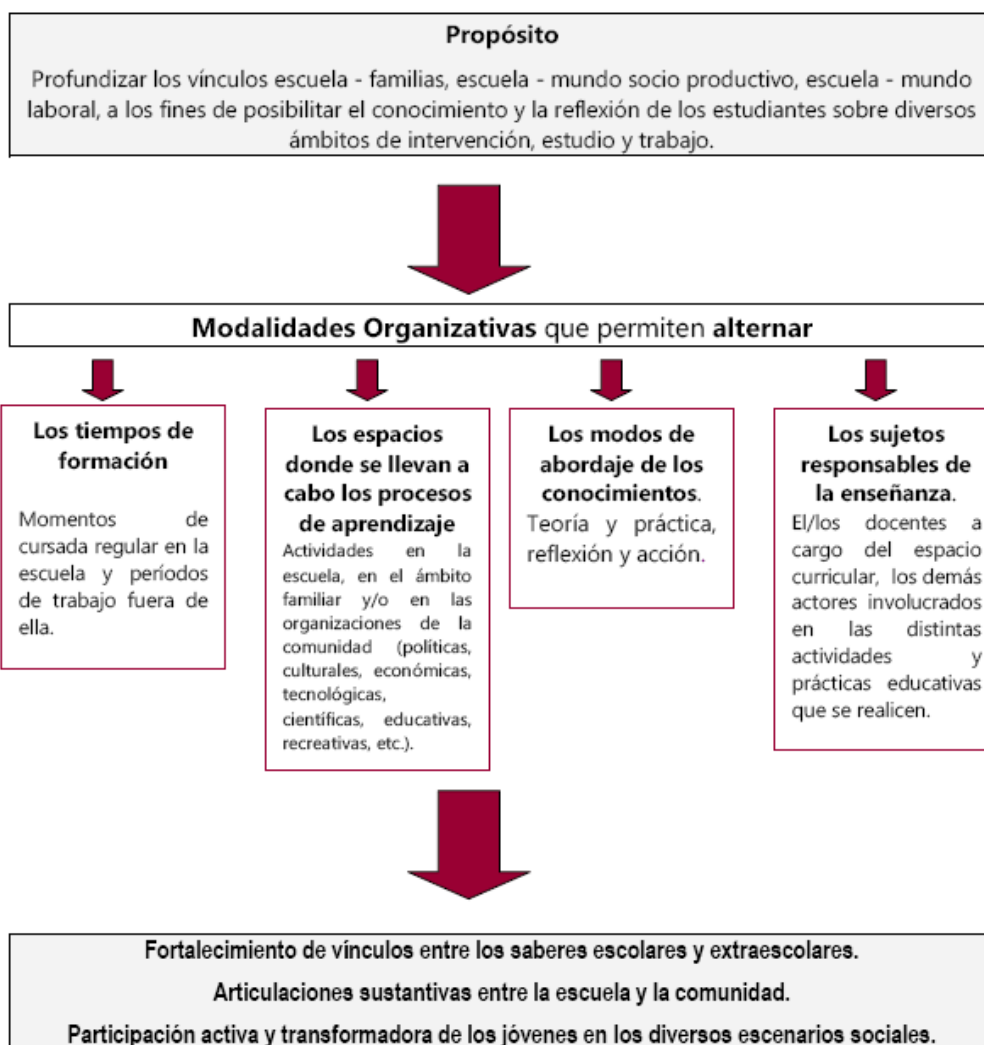 Propósito
Profundizar los vínculos escuela - familias, escuela - mundo socio productivo, escuela - mundo
laboral, a los fines de posibilitar el conocimiento y la reflexión de los estudiantes sobre diversos
ámbitos de intervención, estudio y trabajo.
Modalidades Organizativas que permiten alternar
Los tiempos de
formación
Momentos de
cursada regular en la
escuela y períodos
de trabajo fuera de
ella.
Los espacios
donde se llevan a
cabo los procesos
de aprendizaje
Actividades en la
escuela, en el ámbito
familiar y/o en las
organizaciones de la
comunidad (políticas,
culturales, económicas,
tecnológicas,
científicas, educativas,
recreativas, etc.).
Los modos de
abordaje de los
conocimientos.
Teoría y práctica,
reflexión y acción.
Los sujetos
responsables de
la enseñanza.
El/los docentes a
cargo del espacio
curricular, los demás
actores involucrados
en las distintas
actividades y
prácticas educativas
que se realicen.
Fortalecimiento de vínculos entre los saberes escolares y extraescolares.
Articulaciones sustantivas entre la escuela y la comunidad.
Participación activa y transformadora de los jóvenes en los diversos escenarios sociales.